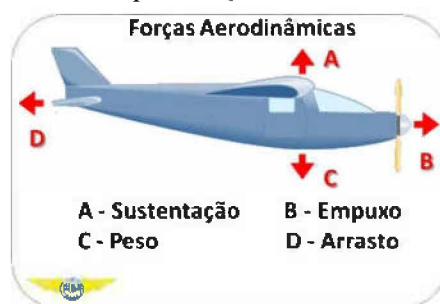 Forças Aerodinâmicas
A
D
B
C
A - Sustentação B - Empuxo
C - Peso D - Arrasto